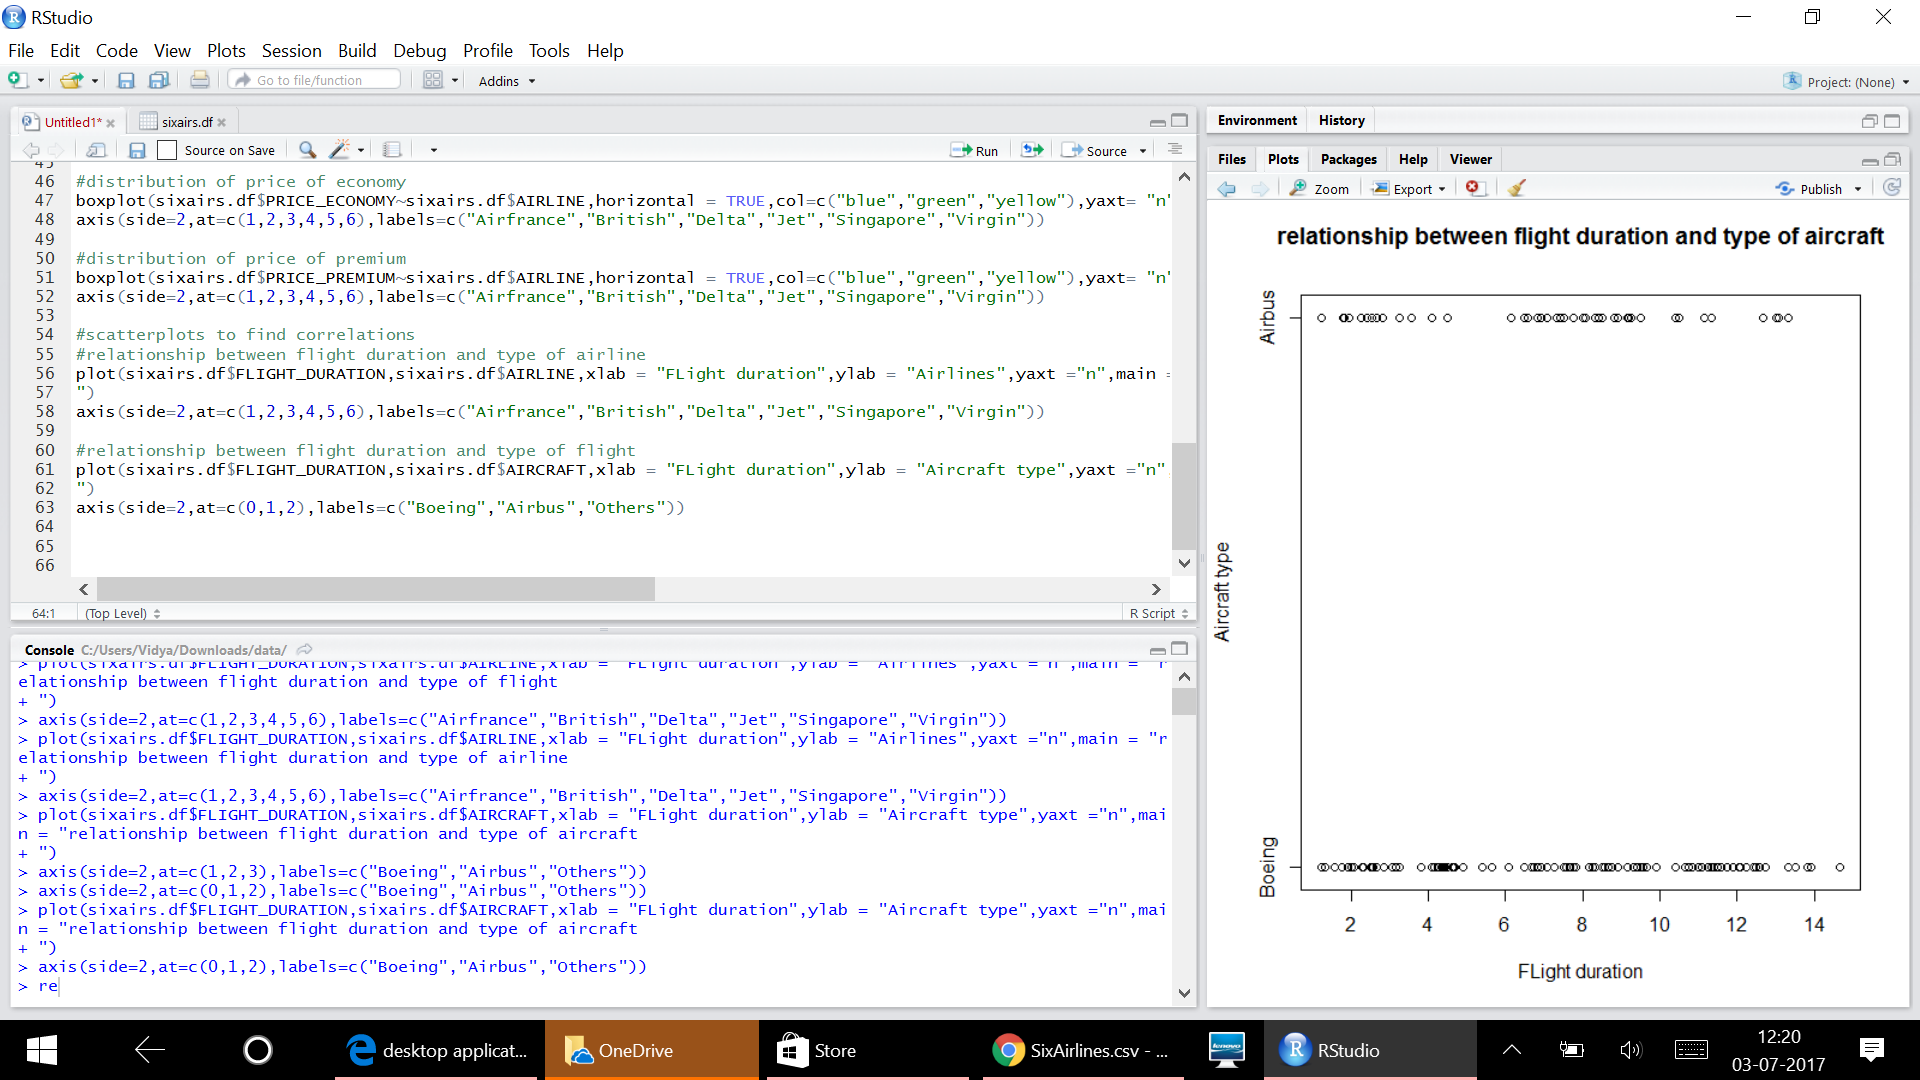 RStudio
File Edit Code View Plots Session Build Debug Profile Tools Help
Go to file/function Addins Project: (None)
Untitled1* sixairs.df
Source on Save Run Source
45
46 #distribution of price of economy
47 boxplot(sixairs.df$PRICE_ECONOMY~sixairs.df$AIRLINE,horizontal = TRUE,col=c("blue","green","yellow"),yaxt= "n"
48 axis(side=2,at=c(1,2,3,4,5,6),labels=c("Airfrance","British","Delta","Jet","Singapore","Virgin"))
49
50 #distribution of price of premium
51 boxplot(sixairs.df$PRICE_PREMIUM~sixairs.df$AIRLINE,horizontal = TRUE,col=c("blue","green","yellow"),yaxt= "n"
52 axis(side=2,at=c(1,2,3,4,5,6),labels=c("Airfrance","British","Delta","Jet","Singapore","Virgin"))
53
54 #scatterplots to find correlations
55 #relationship between flight duration and type of airline
56 plot(sixairs.df$FLIGHT_DURATION,sixairs.df$AIRLINE,xlab = "FLight duration",ylab = "Airlines",yaxt ="n",main =
57 ")
58 axis(side=2,at=c(1,2,3,4,5,6),labels=c("Airfrance","British","Delta","Jet","Singapore","Virgin"))
59
60 #relationship between flight duration and type of flight
61 plot(sixairs.df$FLIGHT_DURATION,sixairs.df$AIRCRAFT,xlab = "FLight duration",ylab = "Aircraft type",yaxt ="n"
62 ")
63 axis(side=2,at=c(0,1,2),labels=c("Boeing","Airbus","Others"))
64
65
66
64:1 (Top Level) R Script
Console C:/Users/Vidya/Downloads/data/
> plot(sixairs.df$FLIGHT_DURATION,sixairs.df$AIRLINE,xlab = "FLight duration",ylab = "Airlines",yaxt ="n",main = "r
elationship between flight duration and type of flight
+ ")
> axis(side=2,at=c(1,2,3,4,5,6),labels=c("Airfrance","British","Delta","Jet","Singapore","Virgin"))
> plot(sixairs.df$FLIGHT_DURATION,sixairs.df$AIRLINE,xlab = "FLight duration",ylab = "Airlines",yaxt ="n",main = "r
elationship between flight duration and type of airline
+ ")
> axis(side=2,at=c(1,2,3,4,5,6),labels=c("Airfrance","British","Delta","Jet","Singapore","Virgin"))
> plot(sixairs.df$FLIGHT_DURATION,sixairs.df$AIRCRAFT,xlab = "FLight duration",ylab = "Aircraft type",yaxt ="n",mai
n = "relationship between flight duration and type of aircraft
+ ")
> axis(side=2,at=c(1,2,3),labels=c("Boeing","Airbus","Others"))
> axis(side=2,at=c(0,1,2),labels=c("Boeing","Airbus","Others"))
> plot(sixairs.df$FLIGHT_DURATION,sixairs.df$AIRCRAFT,xlab = "FLight duration",ylab = "Aircraft type",yaxt ="n",mai
n = "relationship between flight duration and type of aircraft
+ ")
> axis(side=2,at=c(0,1,2),labels=c("Boeing","Airbus","Others"))
> re
Environment History
Files Plots Packages Help Viewer
Zoom Export Publish
relationship between flight duration and type of aircraft
Airbus
Aircraft type
Boeing
2 4 6 8 10 12 14
FLight duration
desktop applicat... OneDrive Store SixAirlines.csv - ... lenovo RStudio
12:20
03-07-2017